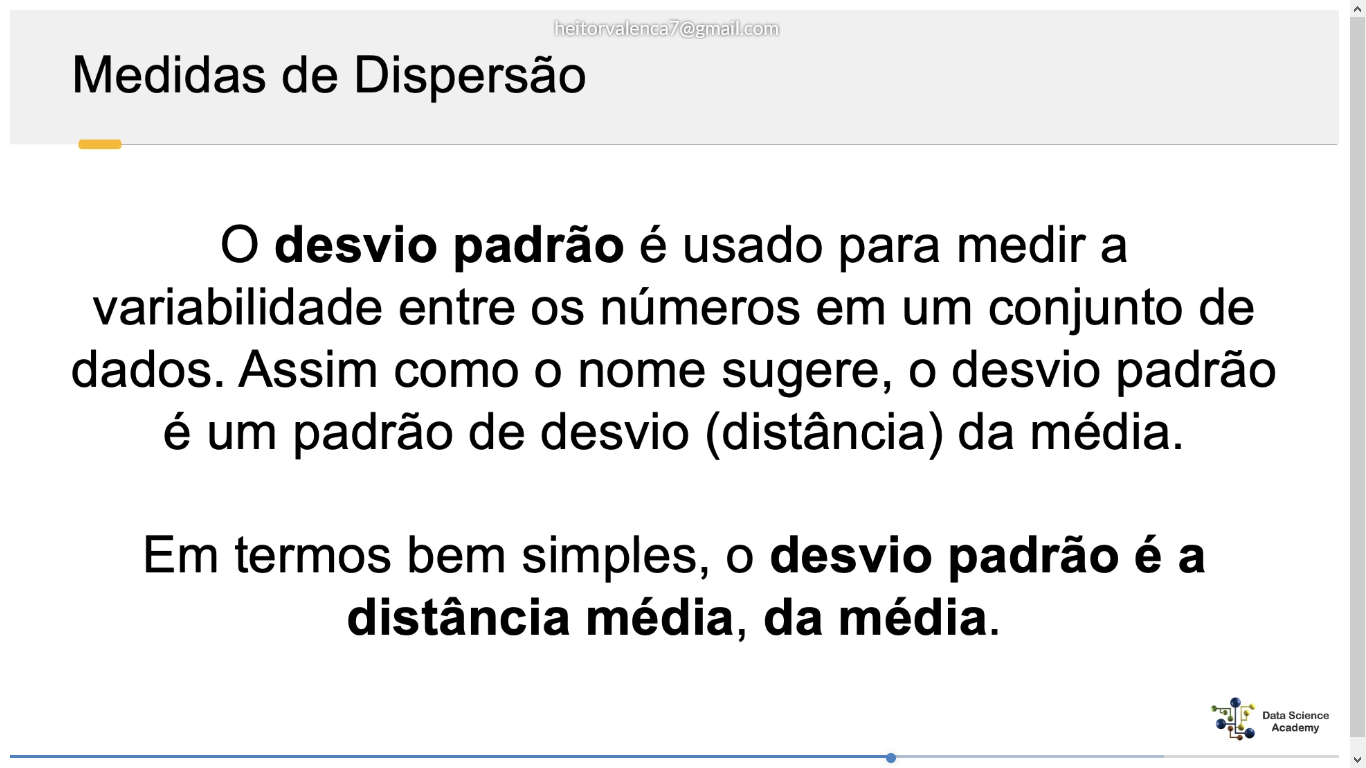 heitorvalenca7@gmail.com
Medidas de Dispersão
O desvio padrão é usado para medir a
variabilidade entre os números em um conjunto de
dados. Assim como o nome sugere, o desvio padrão
é um padrão de desvio (distância) da média.
Em termos bem simples, o desvio padrão é a
distância média, da média.
Data Science
Academy